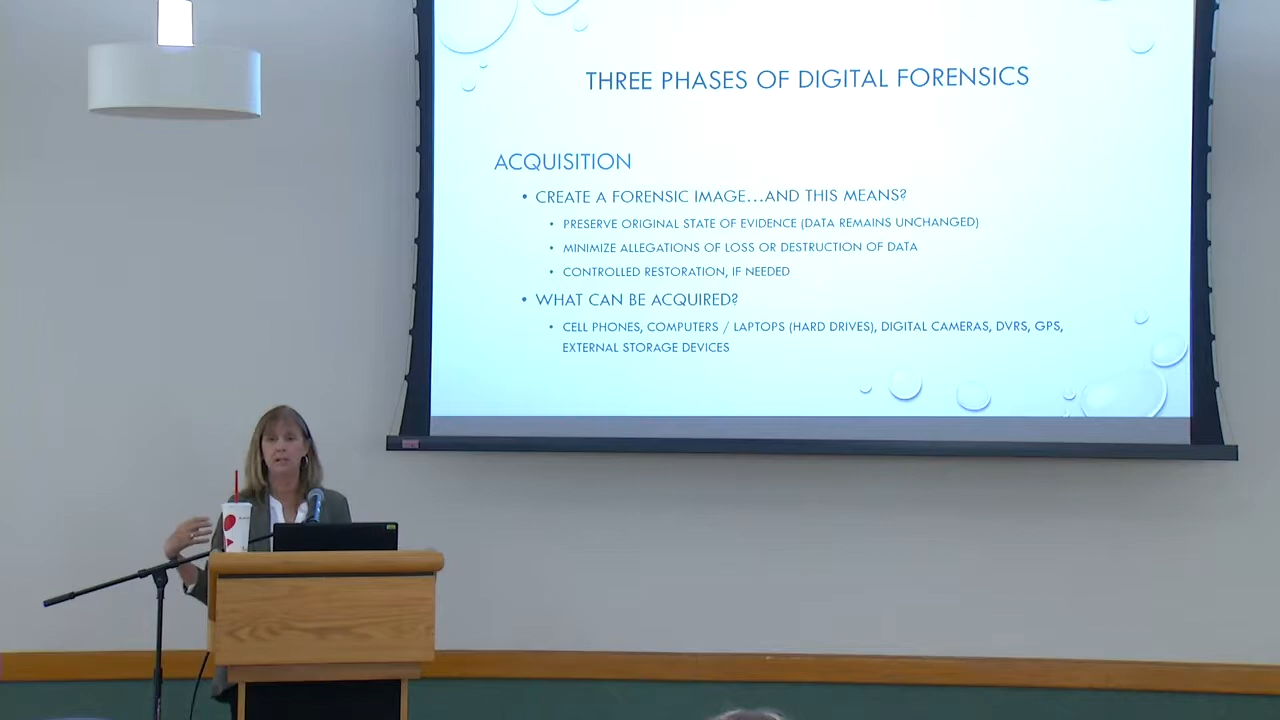 THREE PHASES OF DIGITAL FORENSICS
ACQUISITION
• CREATE A FORENSIC IMAGE...AND THIS MEANS?
• PRESERVE ORIGINAL STATE OF EVIDENCE (DATA REMAINS UNCHANGED)
• MINIMIZE ALLEGATIONS OF LOSS OR DESTRUCTION OF DATA
• CONTROLLED RESTORATION, IF NEEDED
• WHAT CAN BE ACQUIRED?
• CELL PHONES, COMPUTERS / LAPTOPS (HARD DRIVES), DIGITAL CAMERAS, DVRS, GPS,
EXTERNAL STORAGE DEVICES